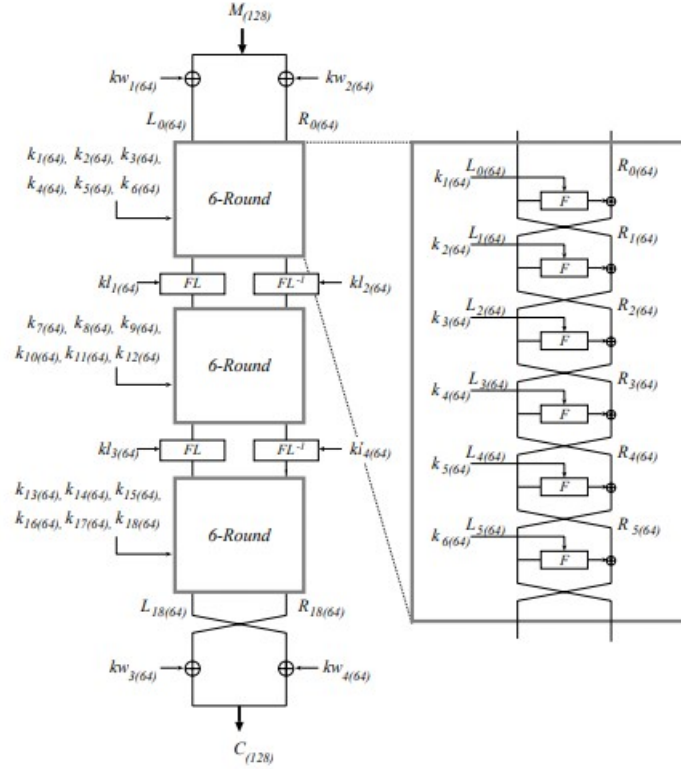 M(128)
kw1(64)
kw2(64)
L0(64)
R0(64)
k1(64), k2(64), k3(64),
k4(64), k5(64), k6(64)
6-Round
kl1(64)
FL
FL-1
kl2(64)
k7(64), k8(64), k9(64),
k10(64), k11(64), k12(64)
6-Round
kl3(64)
FL
FL-1
kl4(64)
k13(64), k14(64), k15(64),
k16(64), k17(64), k18(64)
6-Round
L18(64)
R18(64)
kw3(64)
kw4(64)
C(128)
L0(64)
R0(64)
k1(64)
F
L1(64)
R1(64)
k2(64)
F
L2(64)
R2(64)
k3(64)
F
L3(64)
R3(64)
k4(64)
F
L4(64)
R4(64)
k5(64)
F
L5(64)
R5(64)
k6(64)
F